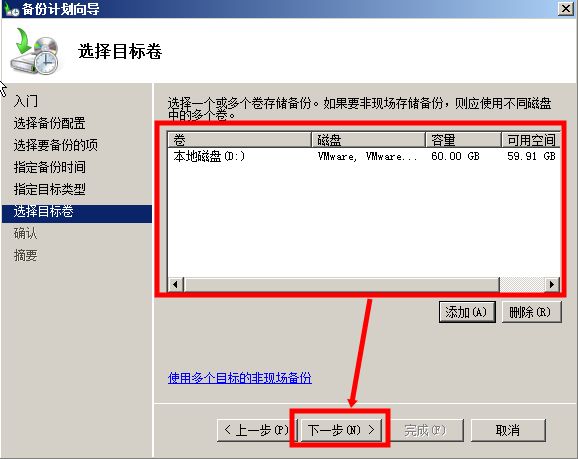 备份计划向导
选择目标卷
入门
选择备份配置
选择要备份的项
指定备份时间
指定目标类型
选择目标卷
确认
摘要
选择一个或多个卷存储备份。如果要非现场存储备份，则应使用不同磁盘
中的多个卷。
卷 磁盘 容量 可用空间
本地磁盘(D:) VMware, VMware... 60.00 GB 59.91 GB
添加(A) 删除(R)
使用多个目标的非现场备份
< 上一步(P) 下一步(N) > 完成(F) 取消